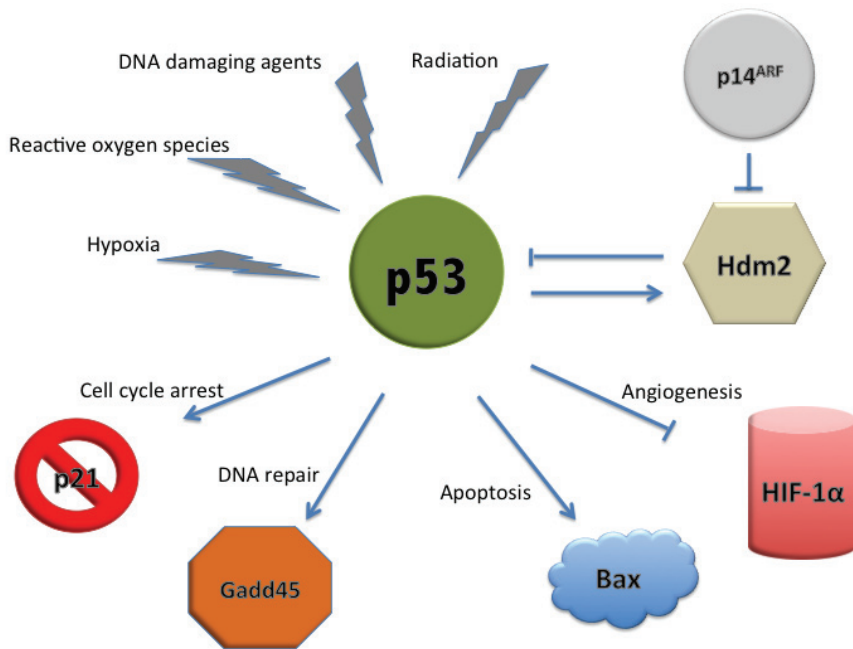 DNA damaging agents
Radiation
p14ARF
Reactive oxygen species
Hypoxia
p53
Hdm2
Cell cycle arrest
Angiogenesis
p21
DNA repair
Apoptosis
HIF-1α
Gadd45
Bax